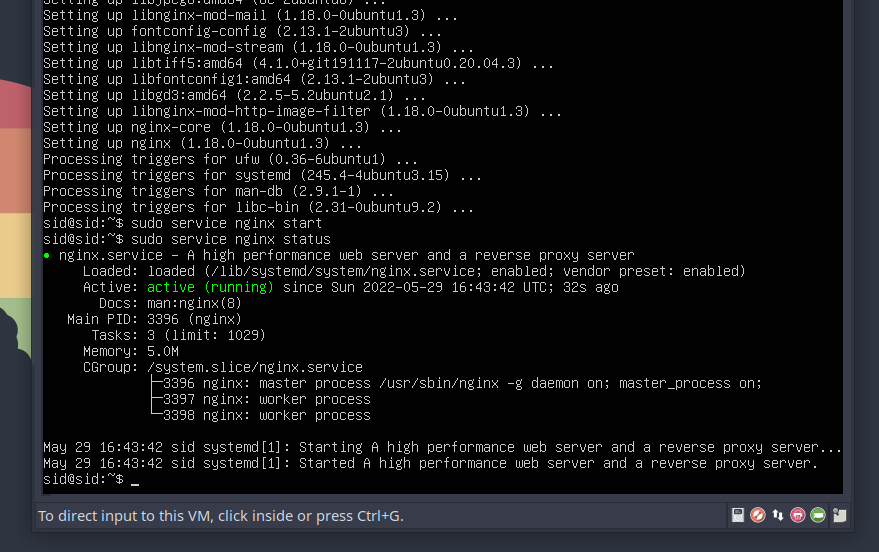 Setting up libnginx-mod-mail (1.18.0-0ubuntu1.3) ...
Setting up fontconfig-config (2.13.1-2ubuntu3) ...
Setting up libnginx-mod-stream (1.18.0-0ubuntu1.3) ...
Setting up libtiff5:amd64 (4.1.0+git191117-2ubuntu0.20.04.3) ...
Setting up libfontconfig1:amd64 (2.13.1-2ubuntu3) ...
Setting up libgd3:amd64 (2.2.5-5.2ubuntu2.1) ...
Setting up libnginx-mod-http-image-filter (1.18.0-0ubuntu1.3) ...
Setting up nginx-core (1.18.0-0ubuntu1.3) ...
Setting up nginx (1.18.0-0ubuntu1.3) ...
Processing triggers for ufw (0.36-6ubuntu1) ...
Processing triggers for systemd (245.4-4ubuntu3.15) ...
Processing triggers for man-db (2.9.1-1) ...
Processing triggers for libc-bin (2.31-0ubuntu9.2) ...
sid@sid:~$ sudo service nginx start
sid@sid:~$ sudo service nginx status
● nginx.service - A high performance web server and a reverse proxy server
     Loaded: loaded (/lib/systemd/system/nginx.service; enabled; vendor preset: enabled)
     Active: active (running) since Sun 2022-05-29 16:43:42 UTC; 32s ago
       Docs: man:nginx(8)
   Main PID: 3396 (nginx)
      Tasks: 3 (limit: 1029)
     Memory: 5.0M
     CGroup: /system.slice/nginx.service
             ├─3396 nginx: master process /usr/sbin/nginx -g daemon on; master_process on;
             ├─3397 nginx: worker process
             └─3398 nginx: worker process
May 29 16:43:42 sid systemd[1]: Starting A high performance web server and a reverse proxy server...
May 29 16:43:42 sid systemd[1]: Started A high performance web server and a reverse proxy server.
sid@sid:~$ _
To direct input to this VM, click inside or press Ctrl+G.